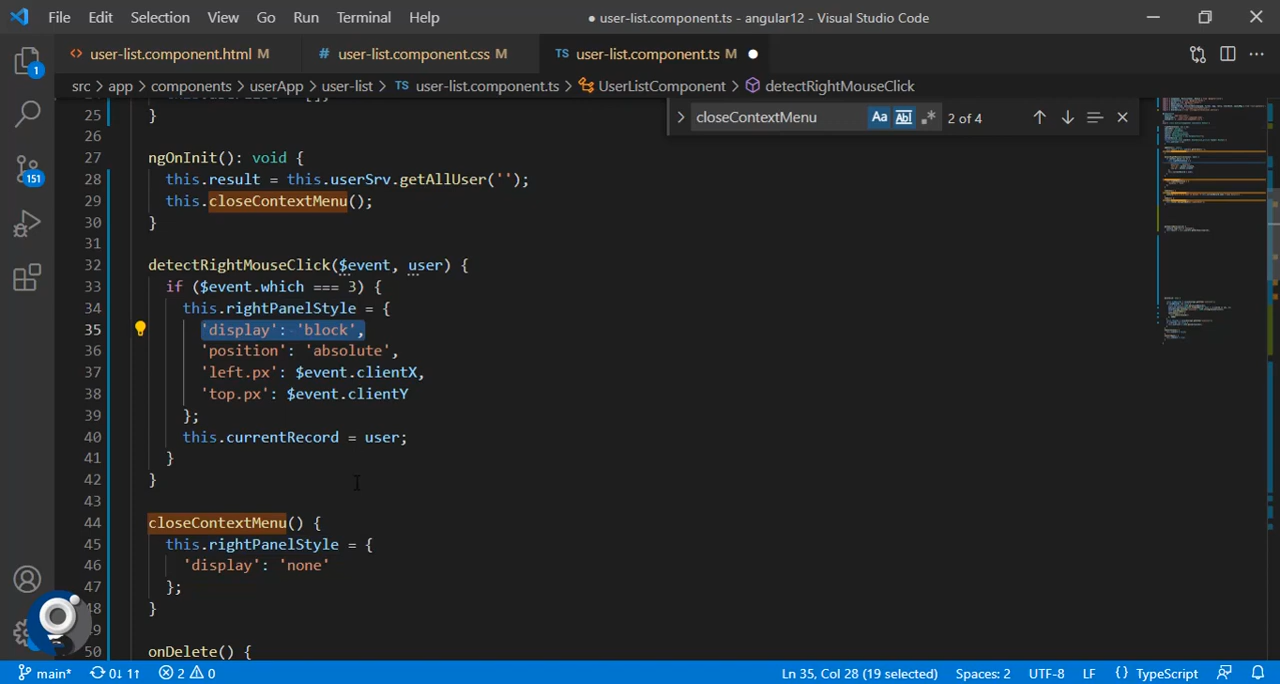 File Edit Selection View Go Run Terminal Help ● user-list.component.ts - angular12 - Visual Studio Code
<> user-list.component.html M # user-list.component.css M TS user-list.component.ts M ●
src > app > components > userApp > user-list > TS user-list.component.ts > UserListComponent > detectRightMouseClick
closeContextMenu Aa Abl .* 2 of 4
1
151
25 }
26
27 ngOnInit(): void {
28 this.result = this.userSrv.getAllUser('');
29 this.closeContextMenu();
30 }
31
32 detectRightMouseClick($event, user) {
33 if ($event.which === 3) {
34 this.rightPanelStyle = {
35 'display': 'block',
36 'position': 'absolute',
37 'left.px': $event.clientX,
38 'top.px': $event.clientY
39 };
40 this.currentRecord = user;
41 }
42 }
43
44 closeContextMenu() {
45 this.rightPanelStyle = {
46 'display': 'none'
47 };
48 }
49
50 onDelete() {
main* 0↓ 1↑ 2 0 Ln 35, Col 28 (19 selected) Spaces: 2 UTF-8 LF {} TypeScript